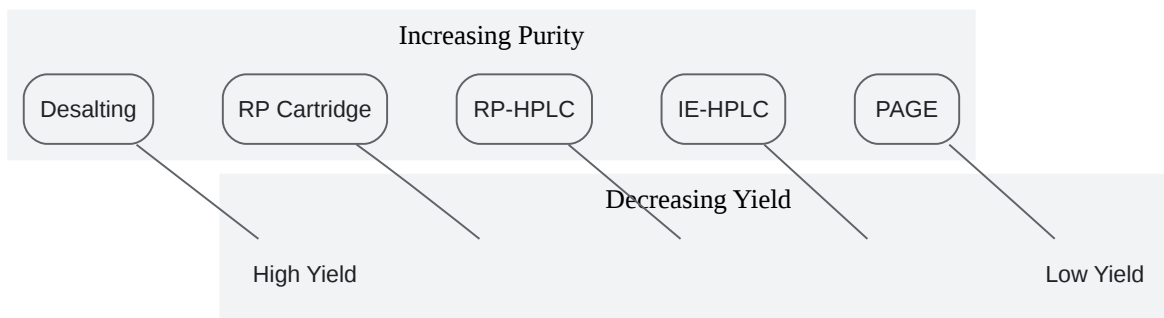 Increasing Purity
Desalting
RP Cartridge
RP-HPLC
IE-HPLC
PAGE
Decreasing Yield
High Yield
Low Yield